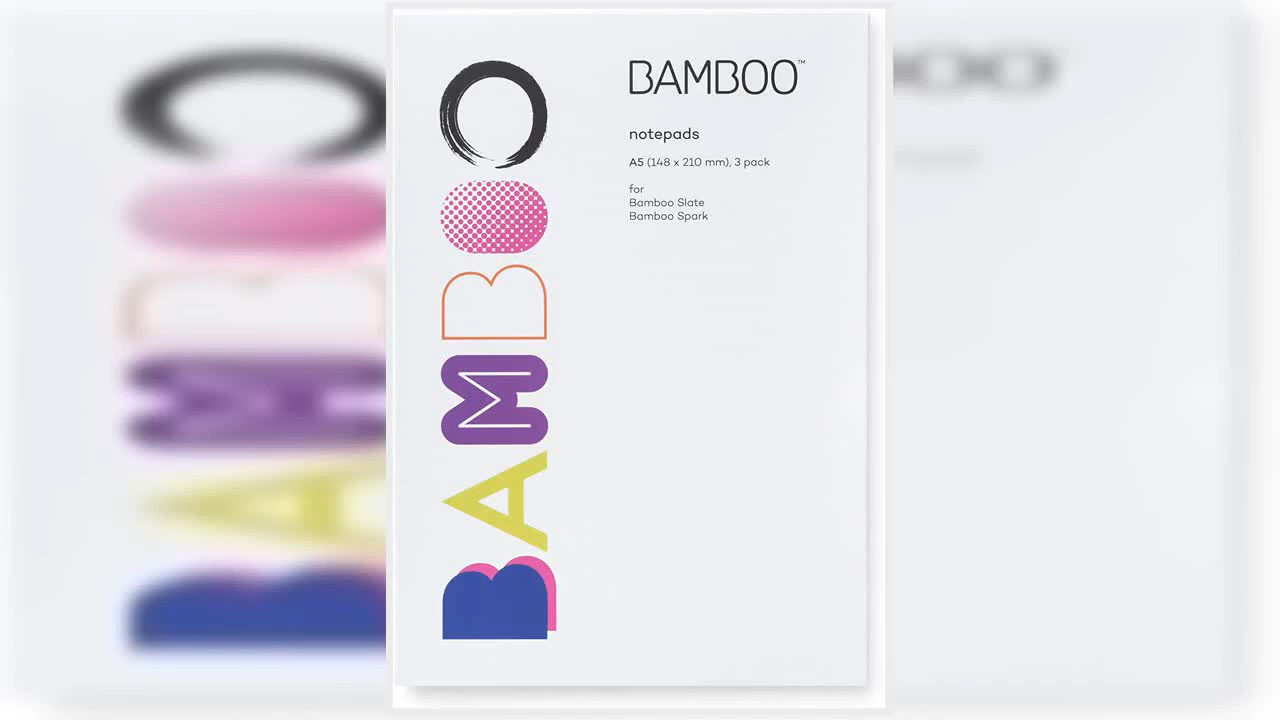 BAMBOO
BAMBOO™
notepads
A5 (148 x 210 mm), 3 pack
for
Bamboo Slate
Bamboo Spark